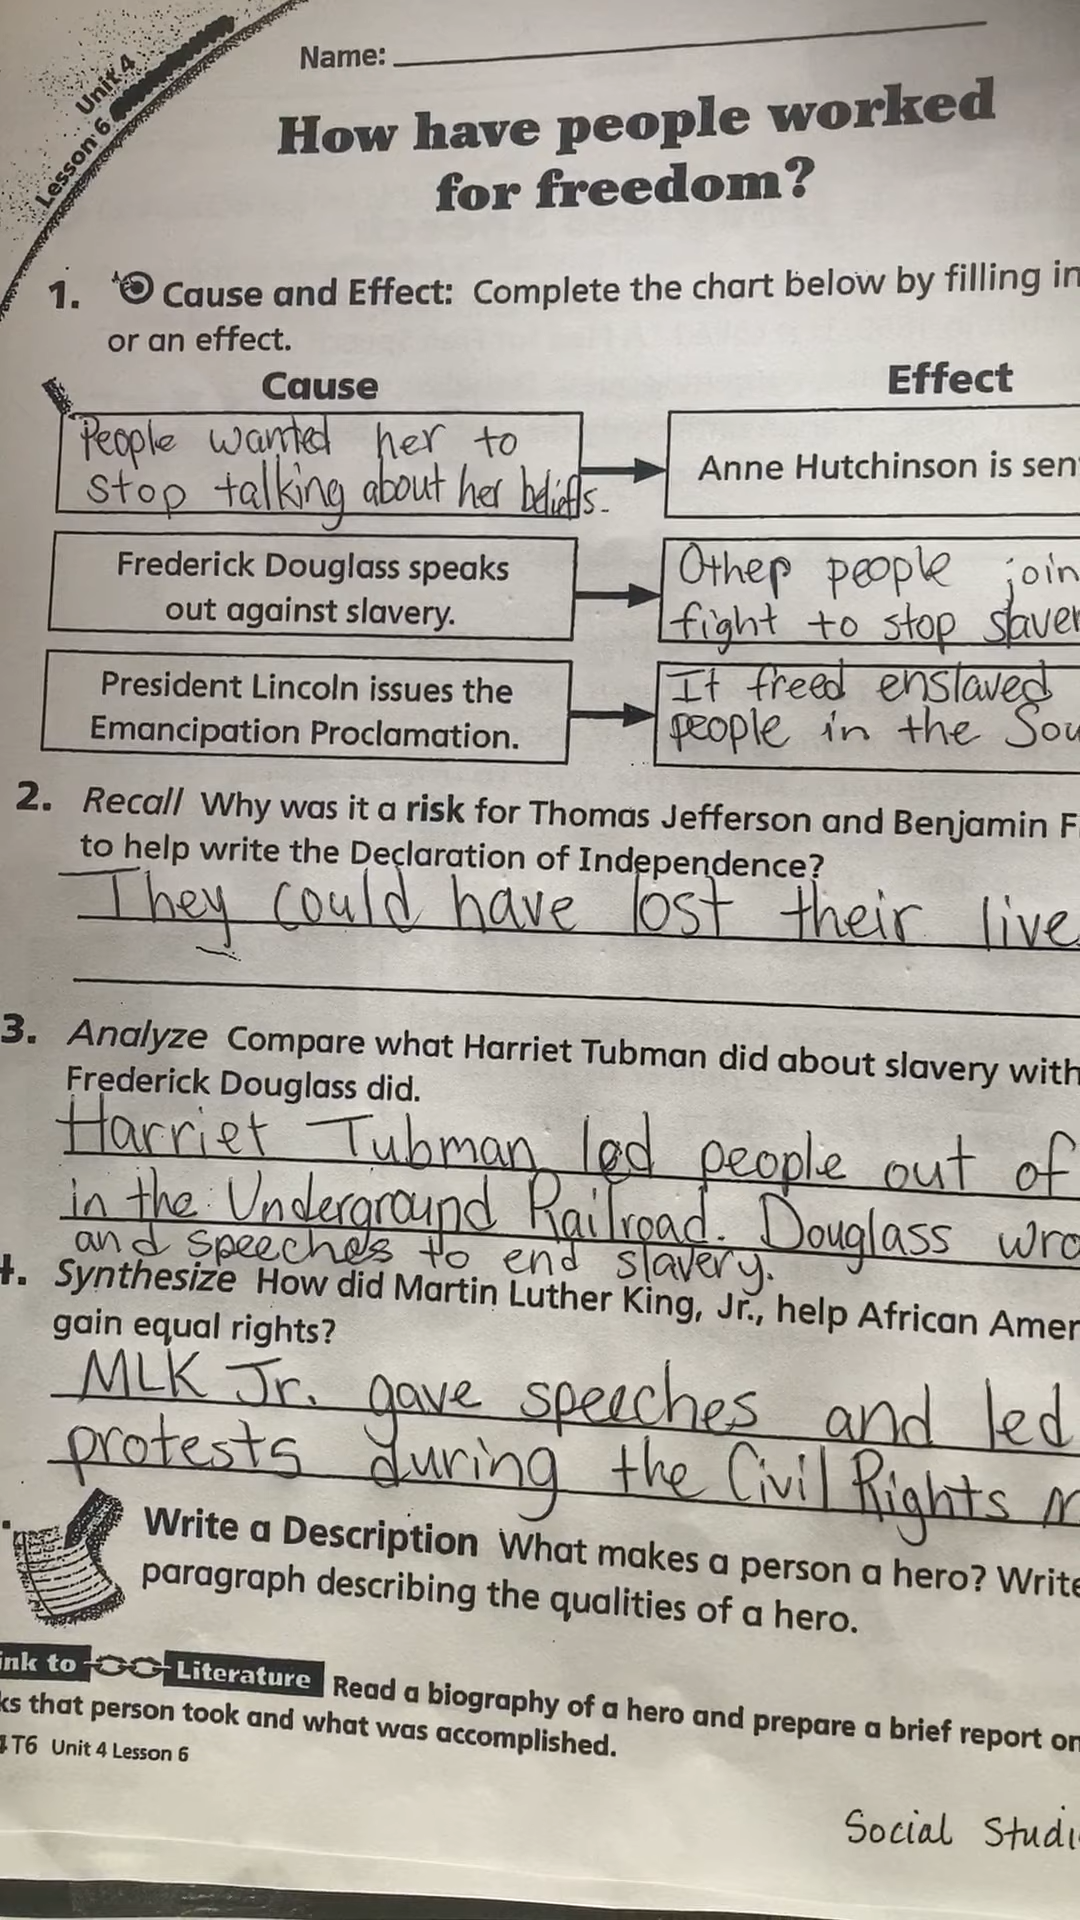 Unit 4
Lesson 6
Name:
How have people worked
for freedom?
1. Cause and Effect: Complete the chart below by filling in
or an effect.
Cause
Effect
People wanted her to
stop talking about her beliefs.
Anne Hutchinson is sen
Frederick Douglass speaks
out against slavery.
Other people join
fight to stop slaver
President Lincoln issues the
Emancipation Proclamation.
It freed enslaved
people in the Sou
2. Recall Why was it a risk for Thomas Jefferson and Benjamin F
to help write the Declaration of Independence?
They could have lost their live
3. Analyze Compare what Harriet Tubman did about slavery with
Frederick Douglass did.
Harriet Tubman led people out of
in the Underground Railroad. Douglass wro
and speeches to end slavery.
4. Synthesize How did Martin Luther King, Jr., help African Amer
gain equal rights?
MLK Jr. gave speeches and led
protests during the Civil Rights
Write a Description What makes a person a hero? Write
paragraph describing the qualities of a hero.
ink to Literature Read a biography of a hero and prepare a brief report on
ks that person took and what was accomplished.
T6 Unit 4 Lesson 6
Social Studi